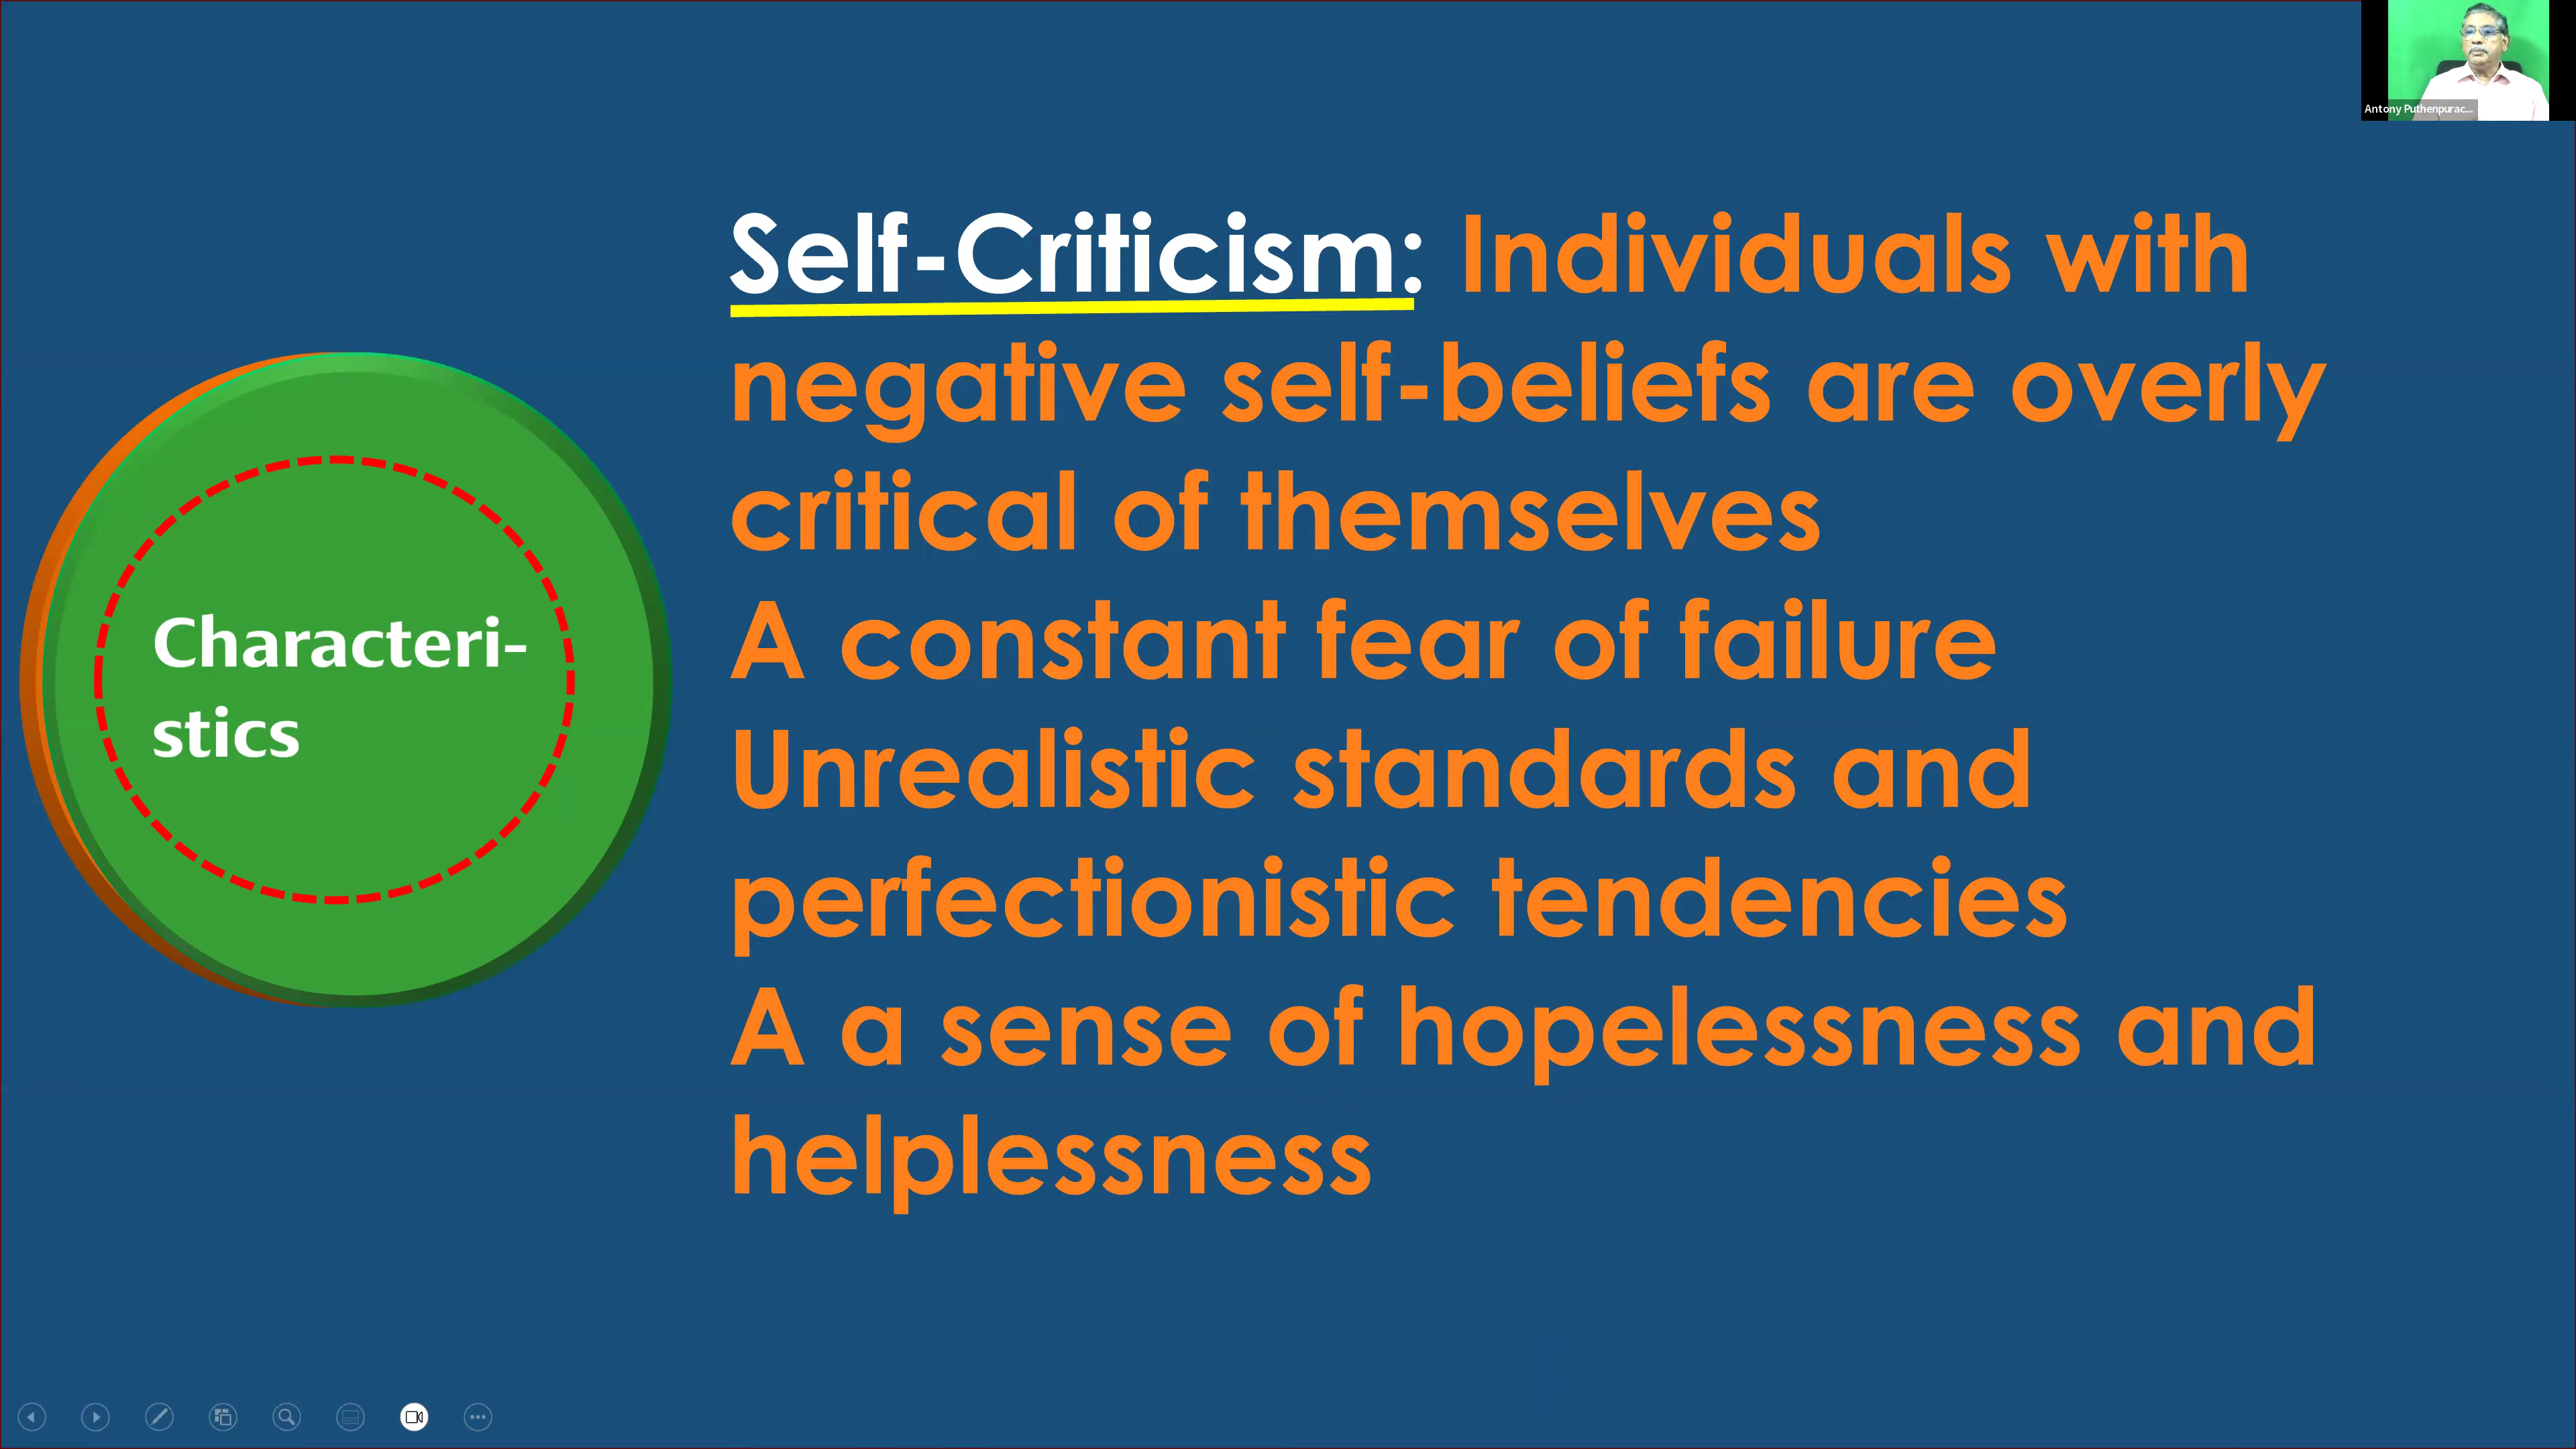 Antony Puthenpurac...
Self-Criticism: Individuals with
negative self-beliefs are overly
critical of themselves
A constant fear of failure
Unrealistic standards and
perfectionistic tendencies
A a sense of hopelessness and
helplessness
Characteri-
stics